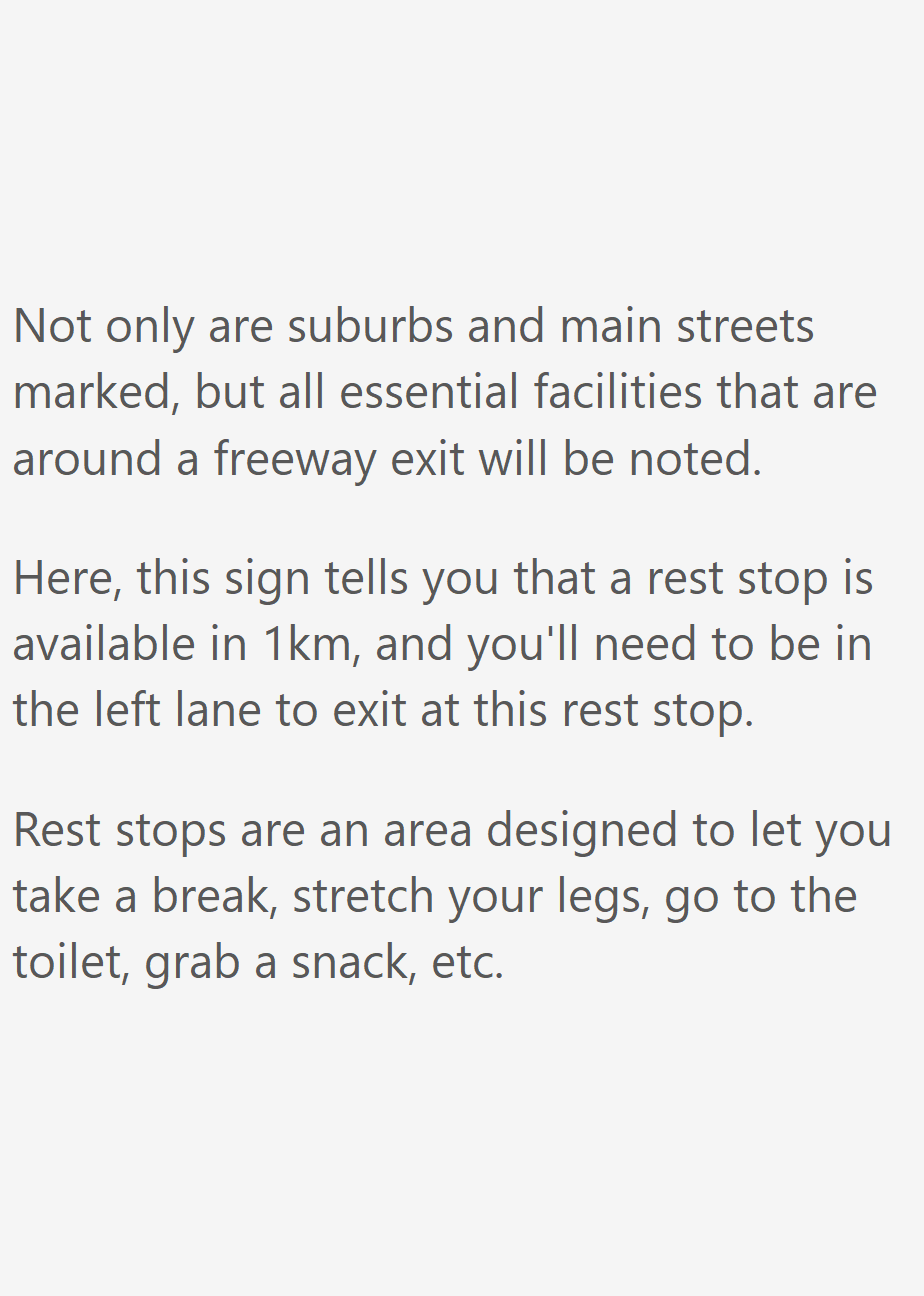 Not only are suburbs and main streets
marked, but all essential facilities that are
around a freeway exit will be noted.
Here, this sign tells you that a rest stop is
available in 1km, and you'll need to be in
the left lane to exit at this rest stop.
Rest stops are an area designed to let you
take a break, stretch your legs, go to the
toilet, grab a snack, etc.